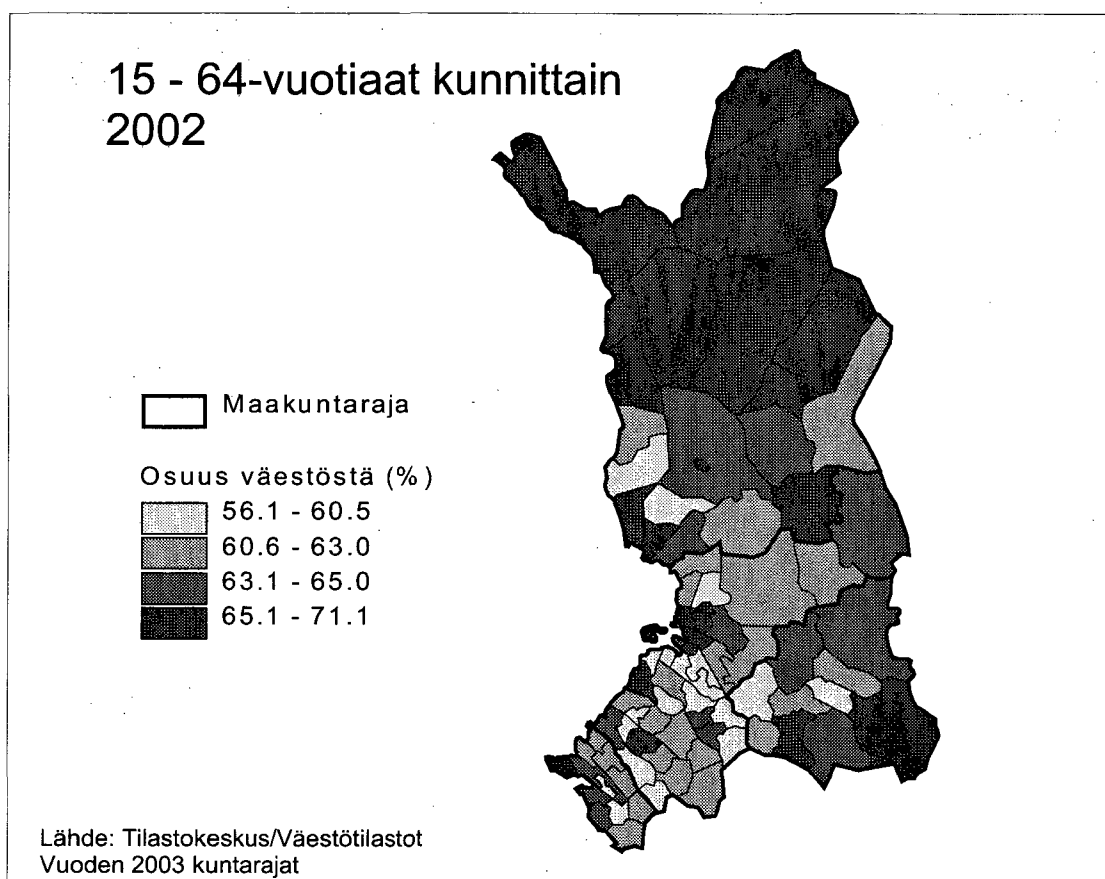 15 - 64-vuotiaat kunnittain
2002
Maakuntaraja
Osuus väestöstä (%)
56.1 - 60.5
60.6 - 63.0
63.1 - 65.0
65.1 - 71.1
Lähde: Tilastokeskus/Väestötilastot
Vuoden 2003 kuntarajat